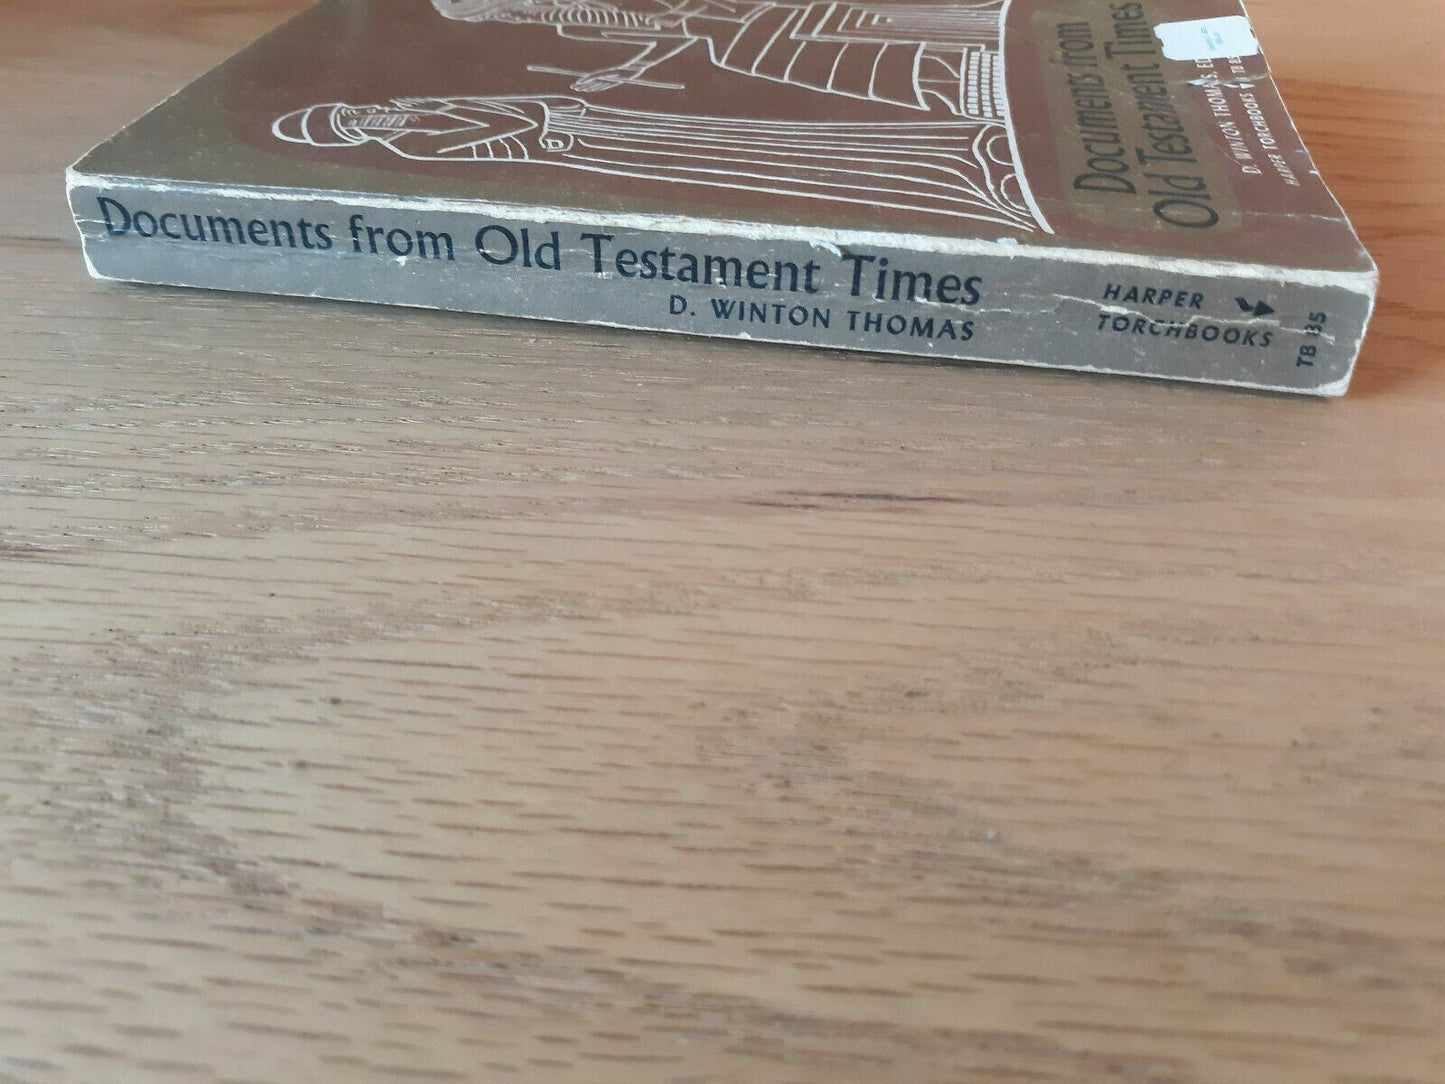 Documents from Old Testament Times
D. WINTON THOMAS
HARPER
TORCHBOOKS
TB 85
Documents from
Old Testament Times
D. WINTON THOMAS,
HARPER TORCHBOOKS
TB